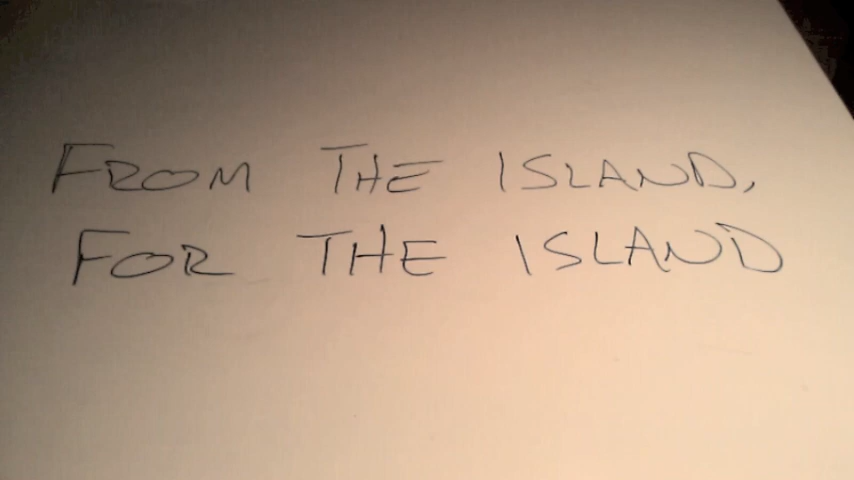 FROM THE ISLAND,
FOR THE ISLAND